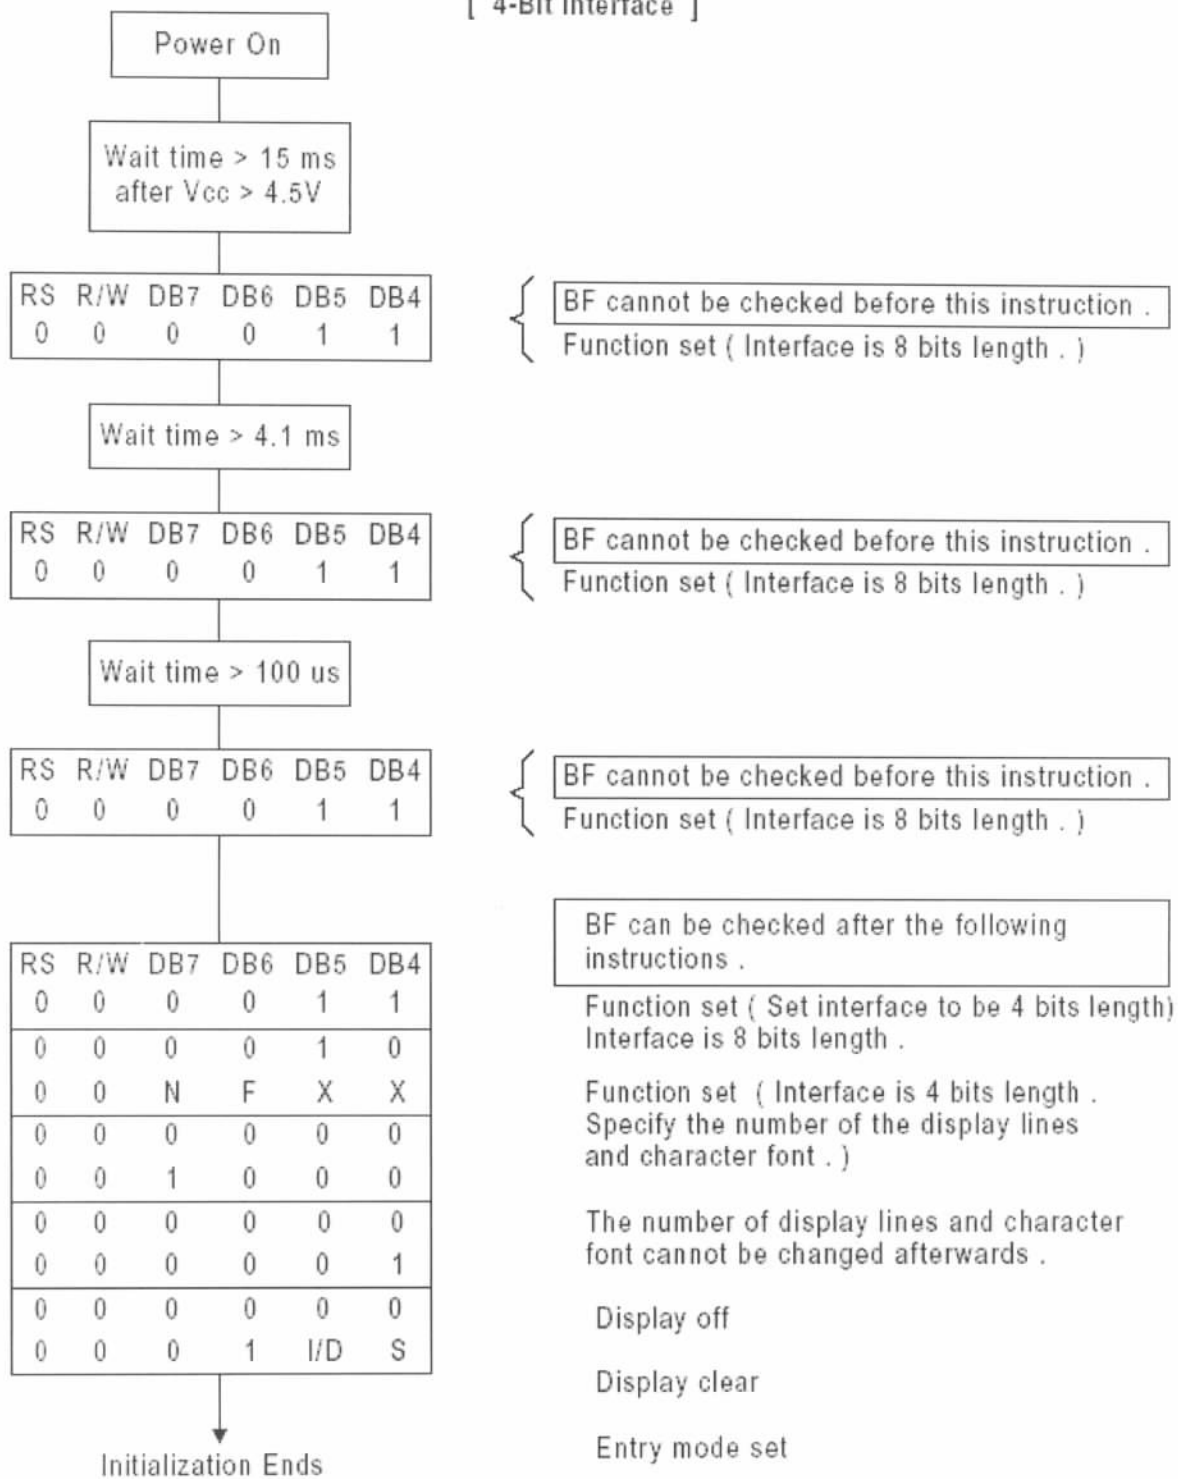 [ 4-Bit Interface ]
Power On
Wait time > 15 ms
after Vcc > 4.5V
RS R/W DB7 DB6 DB5 DB4
0 0 0 0 1 1
BF cannot be checked before this instruction .
Function set ( Interface is 8 bits length . )
Wait time > 4.1 ms
RS R/W DB7 DB6 DB5 DB4
0 0 0 0 1 1
BF cannot be checked before this instruction .
Function set ( Interface is 8 bits length . )
Wait time > 100 us
RS R/W DB7 DB6 DB5 DB4
0 0 0 0 1 1
BF cannot be checked before this instruction .
Function set ( Interface is 8 bits length . )
RS R/W DB7 DB6 DB5 DB4
0 0 0 0 1 1
0 0 0 0 1 0
0 0 N F X X
0 0 0 0 0 0
0 0 1 0 0 0
0 0 0 0 0 0
0 0 0 0 0 1
0 0 0 0 0 0
0 0 0 1 I/D S
BF can be checked after the following
instructions .
Function set ( Set interface to be 4 bits length)
Interface is 8 bits length .
Function set ( Interface is 4 bits length .
Specify the number of the display lines
and character font . )
The number of display lines and character
font cannot be changed afterwards .
Display off
Display clear
Entry mode set
Initialization Ends